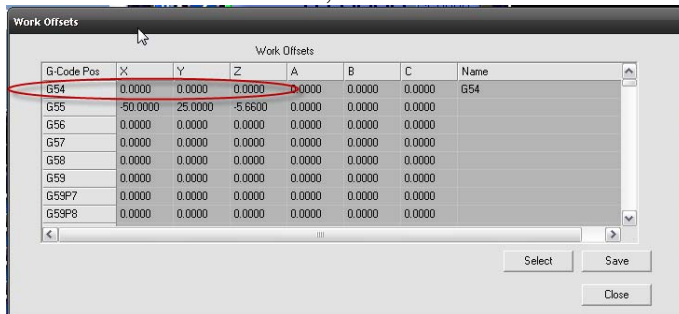 Work Offsets
Work Offsets
G-Code Pos X Y Z A B C Name
G54 0.0000 0.0000 0.0000 0.0000 0.0000 0.0000 G54
G55 -50.0000 25.0000 -5.6600 0.0000 0.0000 0.0000
G56 0.0000 0.0000 0.0000 0.0000 0.0000 0.0000
G57 0.0000 0.0000 0.0000 0.0000 0.0000 0.0000
G58 0.0000 0.0000 0.0000 0.0000 0.0000 0.0000
G59 0.0000 0.0000 0.0000 0.0000 0.0000 0.0000
G59P7 0.0000 0.0000 0.0000 0.0000 0.0000 0.0000
G59P8 0.0000 0.0000 0.0000 0.0000 0.0000 0.0000
Select Save
Close